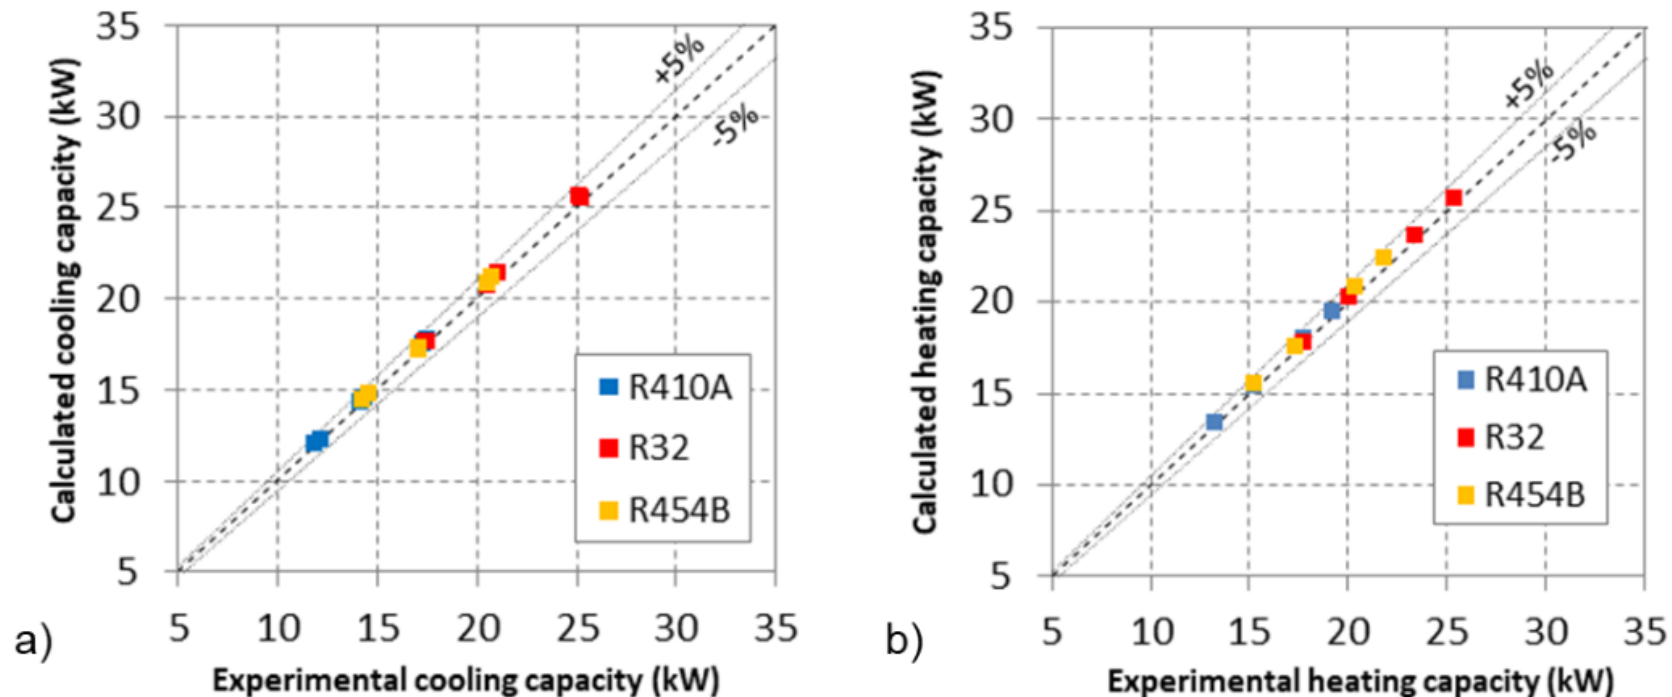 35
30
25
20
15
10
5
Calculated cooling capacity (kW)
+5%
-5%
R410A
R32
R454B
5 10 15 20 25 30 35
Experimental cooling capacity (kW)
a)
35
30
25
20
15
10
5
Calculated heating capacity (kW)
+5%
-5%
R410A
R32
R454B
5 10 15 20 25 30 35
Experimental heating capacity (kW)
b)